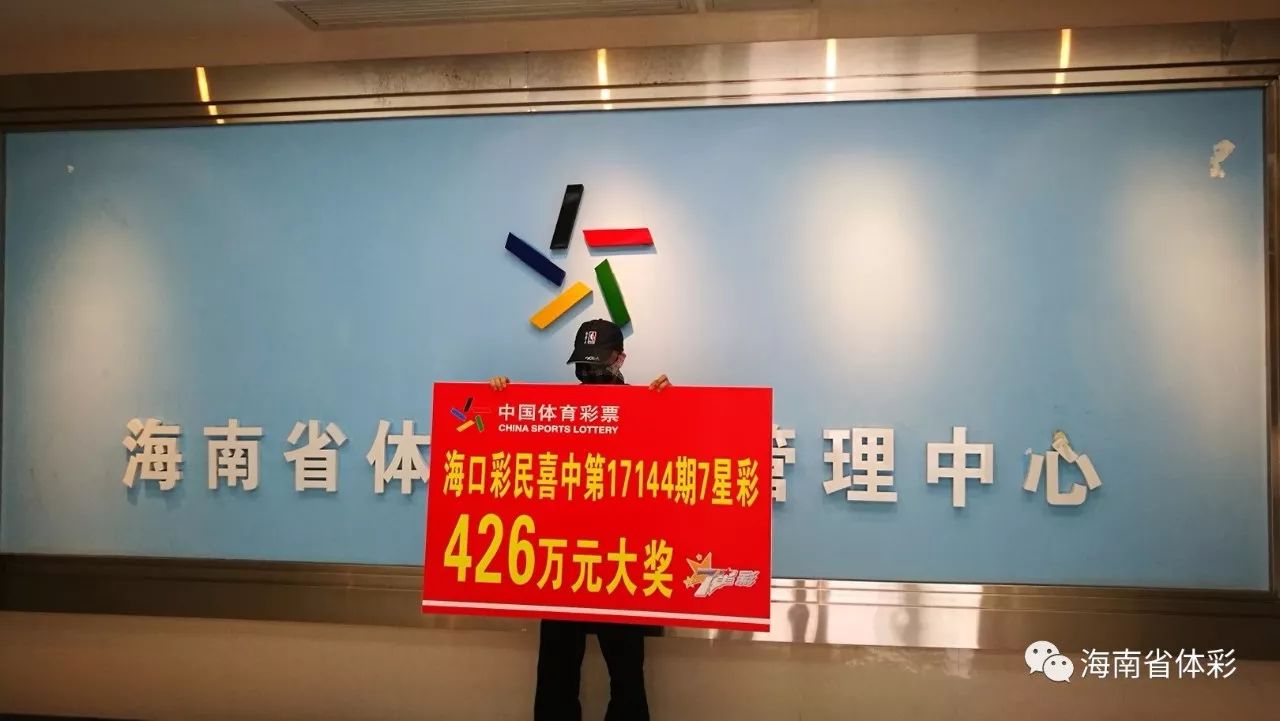 中国体育彩票
CHINA SPORTS LOTTERY
海口彩民喜中第17144期7星彩
426万元大奖
7星彩
海南省体
管理中心
海南省体彩